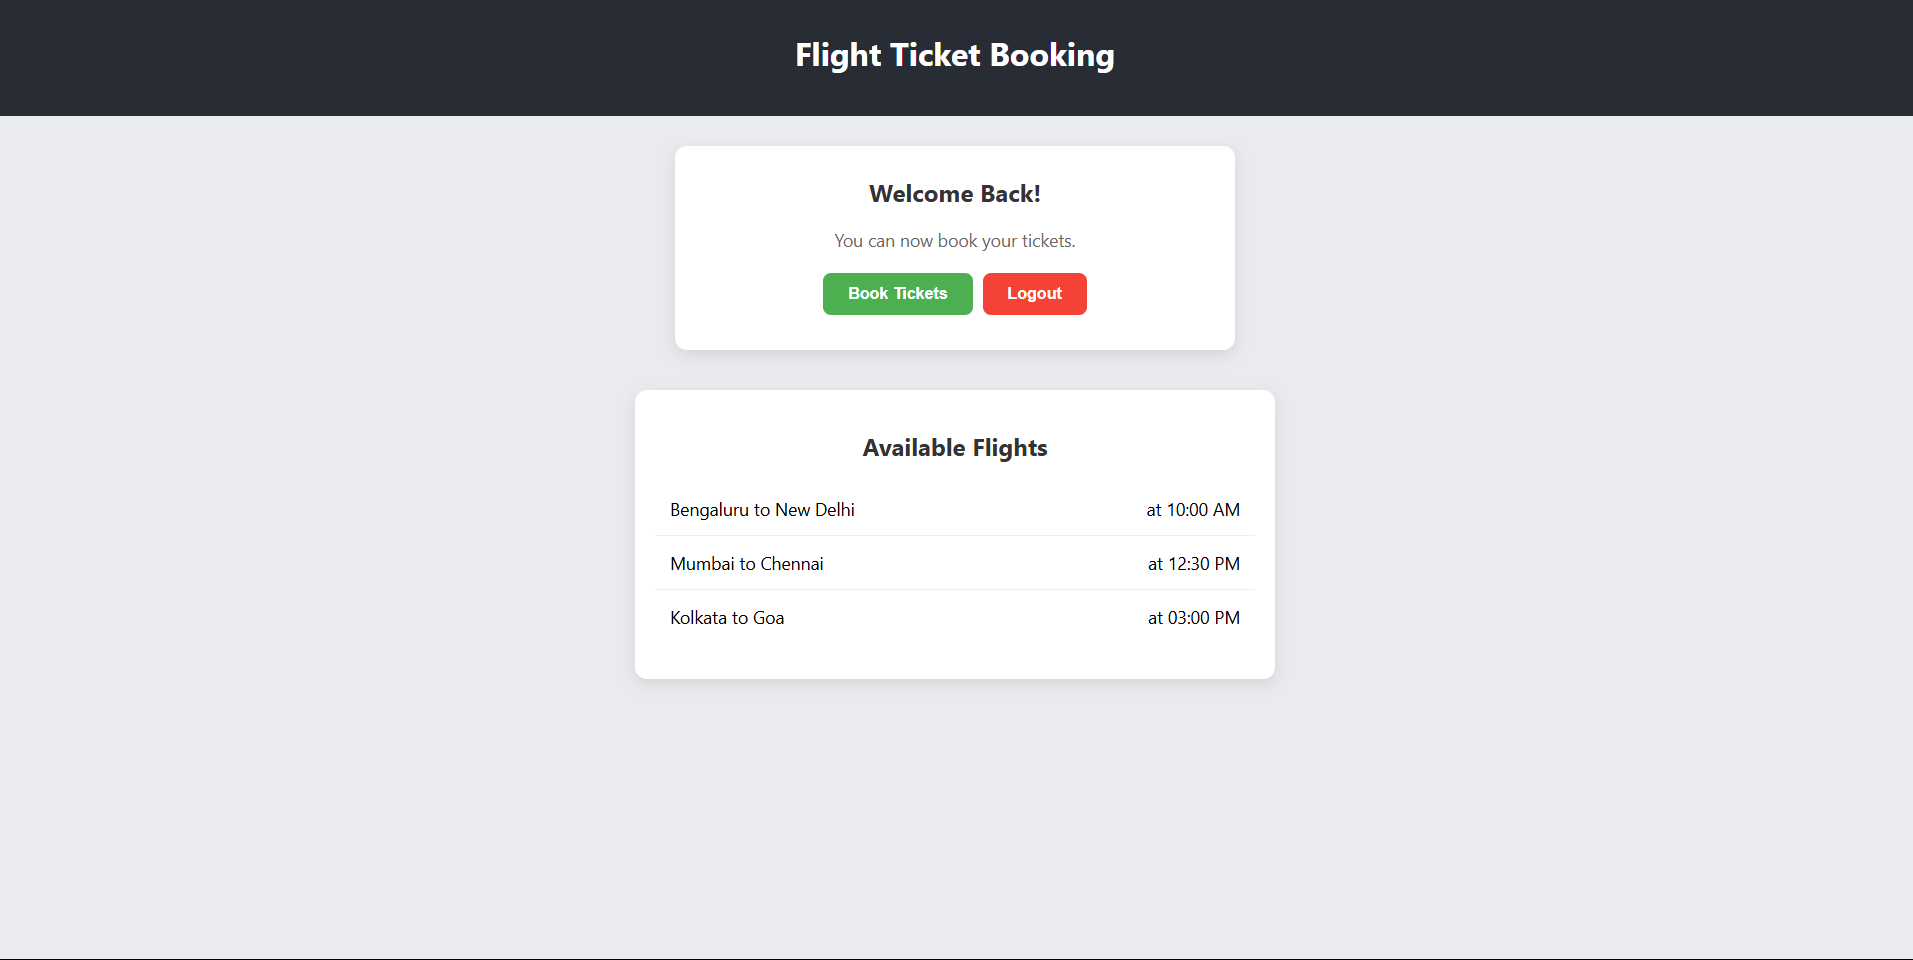 Flight Ticket Booking
Welcome Back!
You can now book your tickets.
Book Tickets Logout
Available Flights
Bengaluru to New Delhi at 10:00 AM
Mumbai to Chennai at 12:30 PM
Kolkata to Goa at 03:00 PM